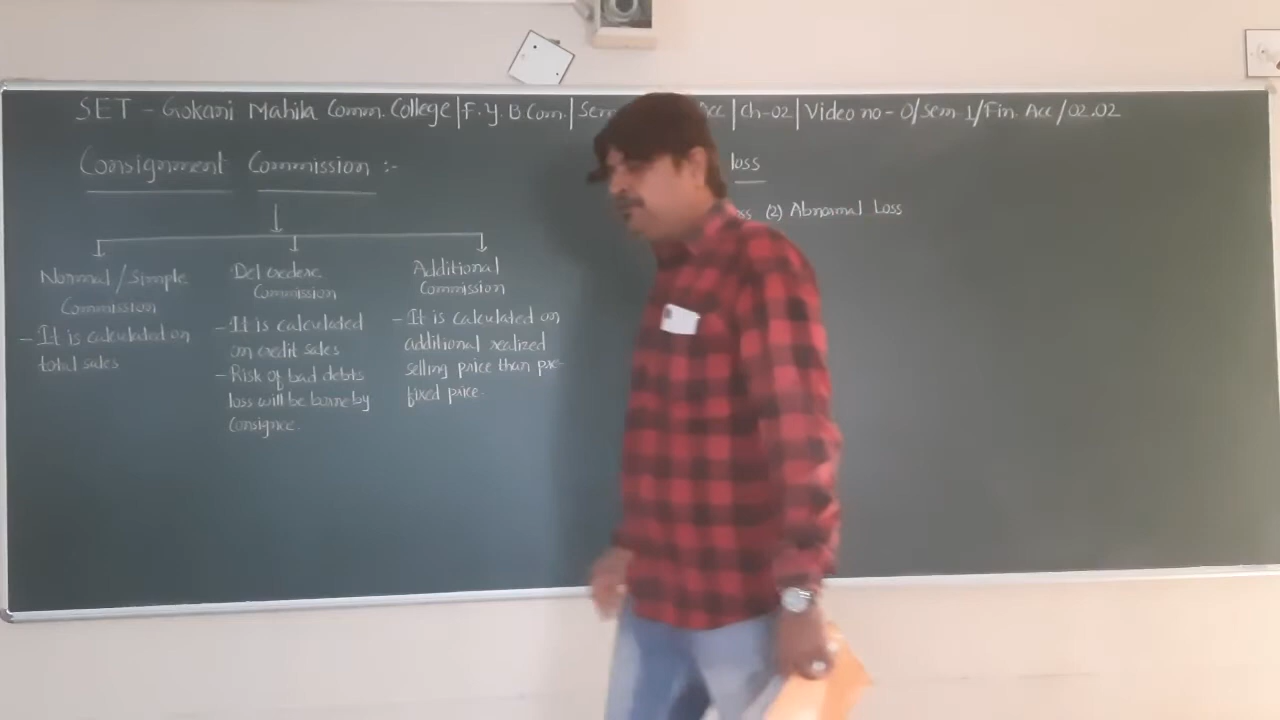 SET - Gokani Mahila Comm. College | F. Y. B Com. | Sem Acc | Ch-02 | Video no - 0/Sem 1/Fin. Acc/02.02
Consignment Commission :-
Normal/Simple
Commission
- It is calculated on
total sales
Del credere
Commission
- It is calculated
on credit sales
- Risk of bad debts
loss will be borne by
Consignee.
Additional
Commission
- It is calculated on
additional realized
selling price than pre-
fixed price.
loss
(2) Abnormal Loss